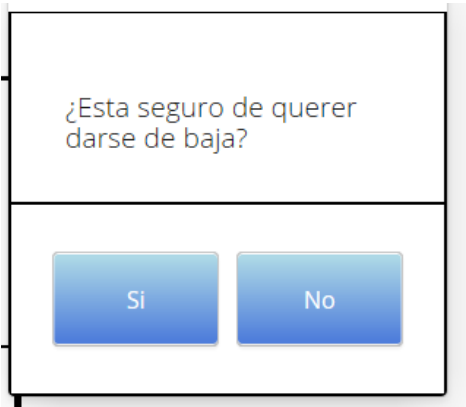 ¿Esta seguro de querer
darse de baja?
Si
No